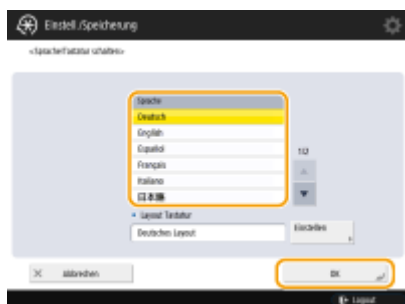 Einstell./Speicherung
<Sprache/Tastatur schalten>
Sprache
Deutsch
English
Español
Français
Italiano
日本語
1/2
Layout Tastatur
Deutsches Layout
Einstellen
Abbrechen
OK
Logout